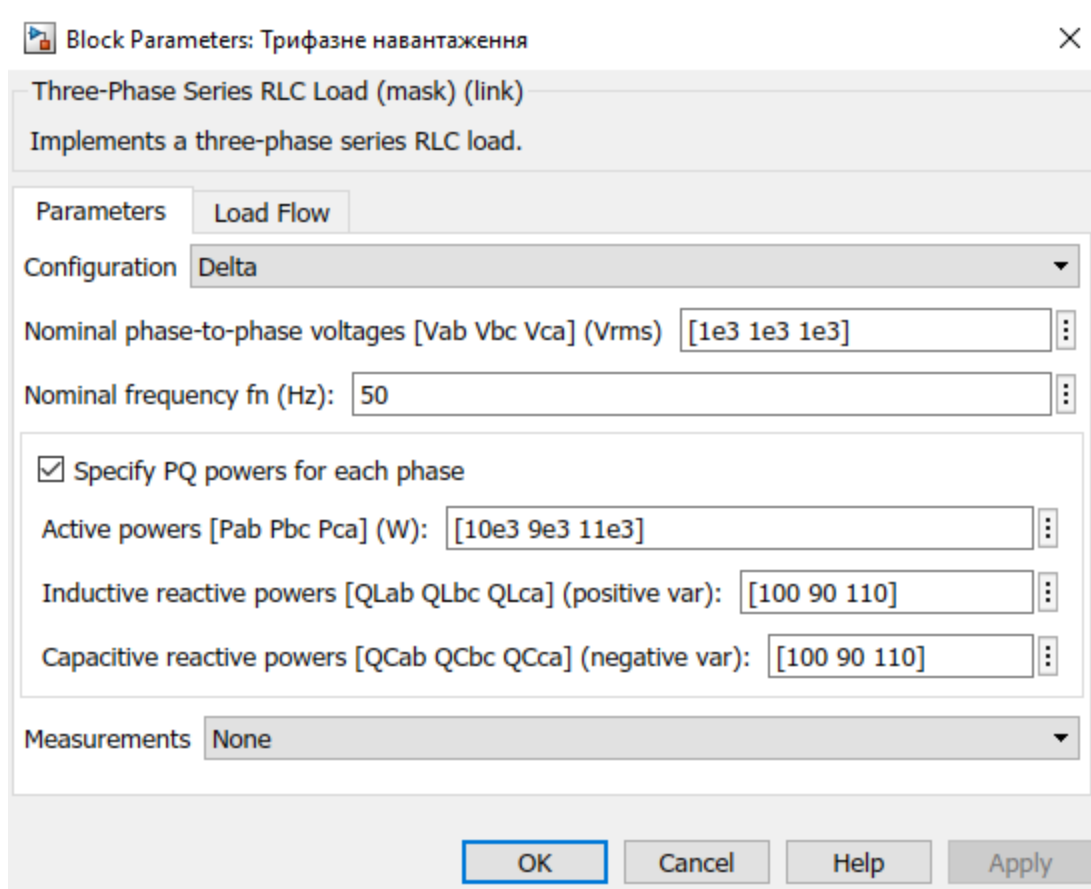 Block Parameters: Трифазне навантаження
Three-Phase Series RLC Load (mask) (link)
Implements a three-phase series RLC load.
Parameters Load Flow
Configuration Delta
Nominal phase-to-phase voltages [Vab Vbc Vca] (Vrms) [1e3 1e3 1e3]
Nominal frequency fn (Hz): 50
Specify PQ powers for each phase
Active powers [Pab Pbc Pca] (W): [10e3 9e3 11e3]
Inductive reactive powers [QLab QLbc QLca] (positive var): [100 90 110]
Capacitive reactive powers [QCab QCbc QCca] (negative var): [100 90 110]
Measurements None
OK Cancel Help Apply